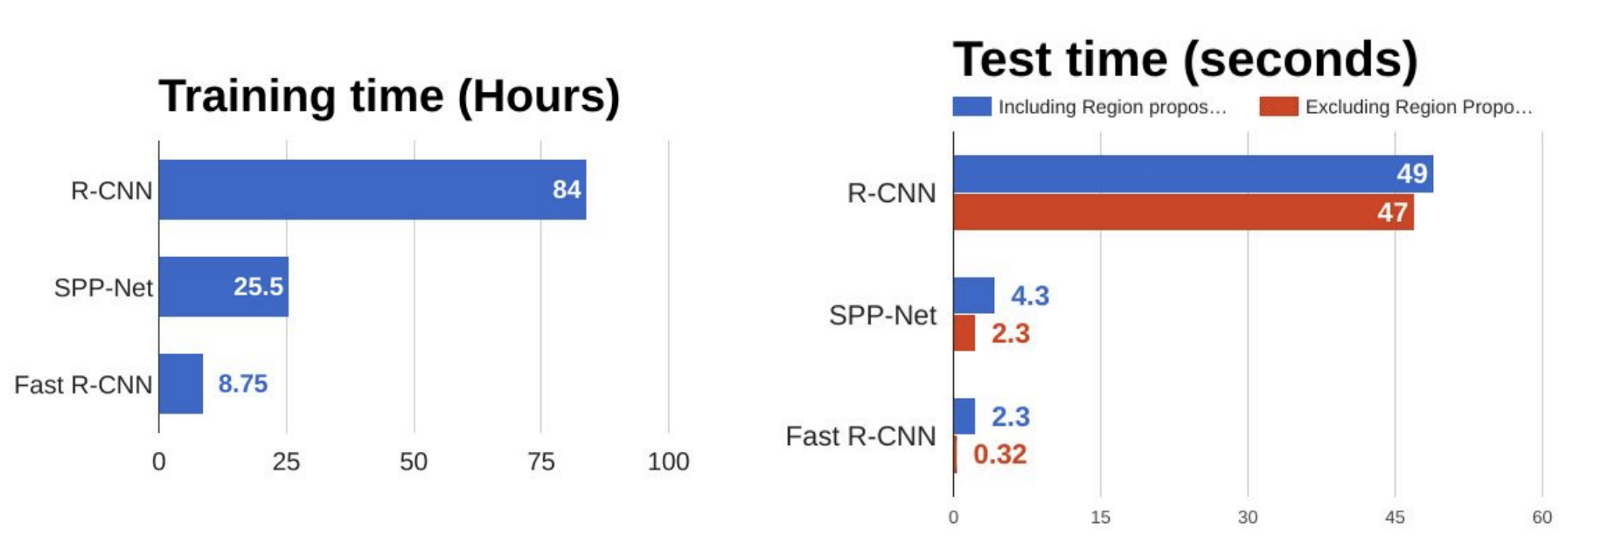 Training time (Hours)
R-CNN 84
SPP-Net 25.5
Fast R-CNN 8.75
0 25 50 75 100
Test time (seconds)
Including Region propos... Excluding Region Propo...
R-CNN 49
47
SPP-Net 4.3
2.3
Fast R-CNN 2.3
0.32
0 15 30 45 60